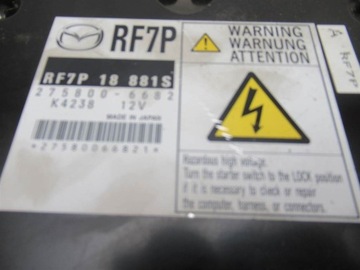 RF7P
RF7P 18 881S
275800-6682
K4238 12V
MADE IN JAPAN
*27580066821*
WARNING
WARNUNG
ATTENTION
Hazardous high voltage.
Turn the starter switch to the LOCK position
if it is necessary to check or repair
the computer, harness, or connectors.
A RF7P